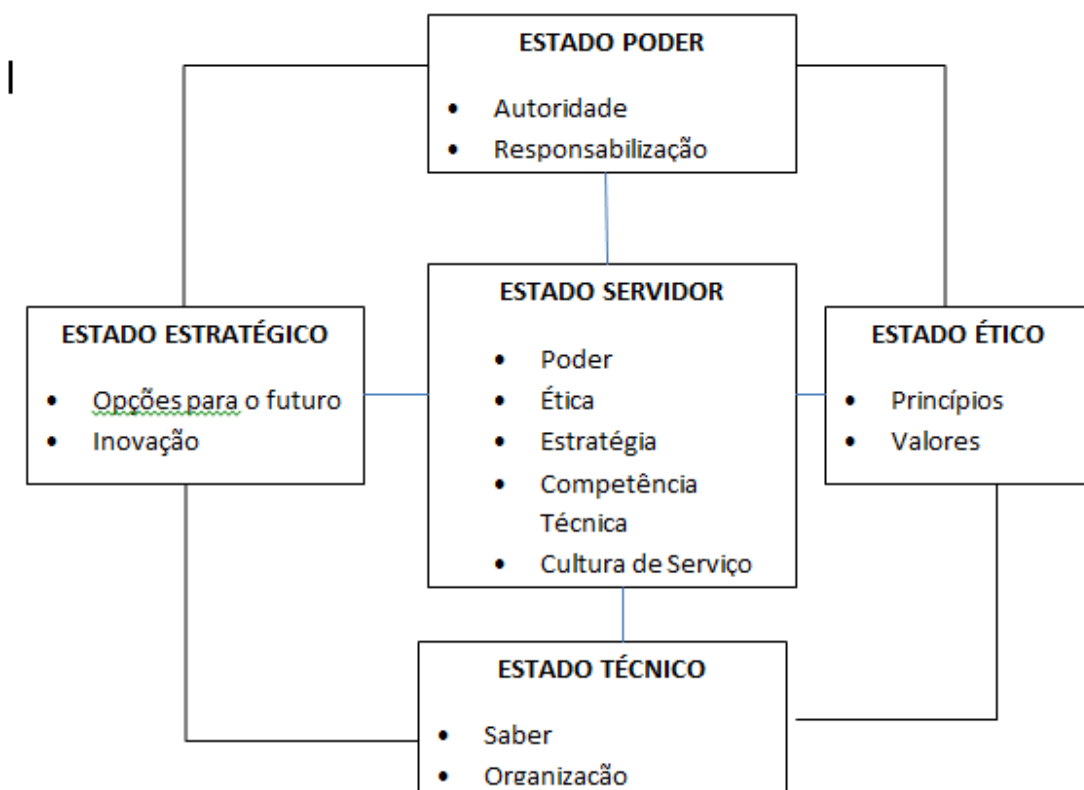 ESTADO PODER
• Autoridade
• Responsabilização
ESTADO SERVIDOR
• Poder
• Ética
• Estratégia
• Competência
Técnica
• Cultura de Serviço
ESTADO ESTRATÉGICO
• Opções para o futuro
• Inovação
ESTADO ÉTICO
• Princípios
• Valores
ESTADO TÉCNICO
• Saber
• Organização